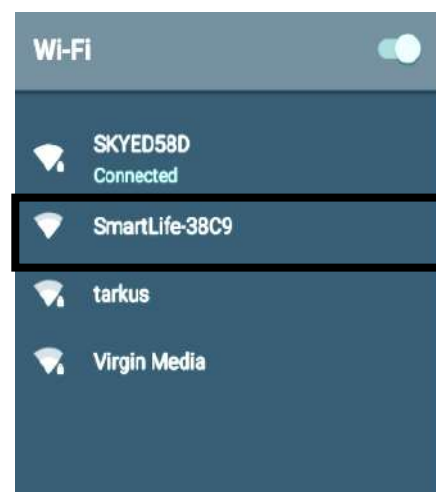 Wi-Fi
SKYED58D
Connected
SmartLife-38C9
tarkus
Virgin Media